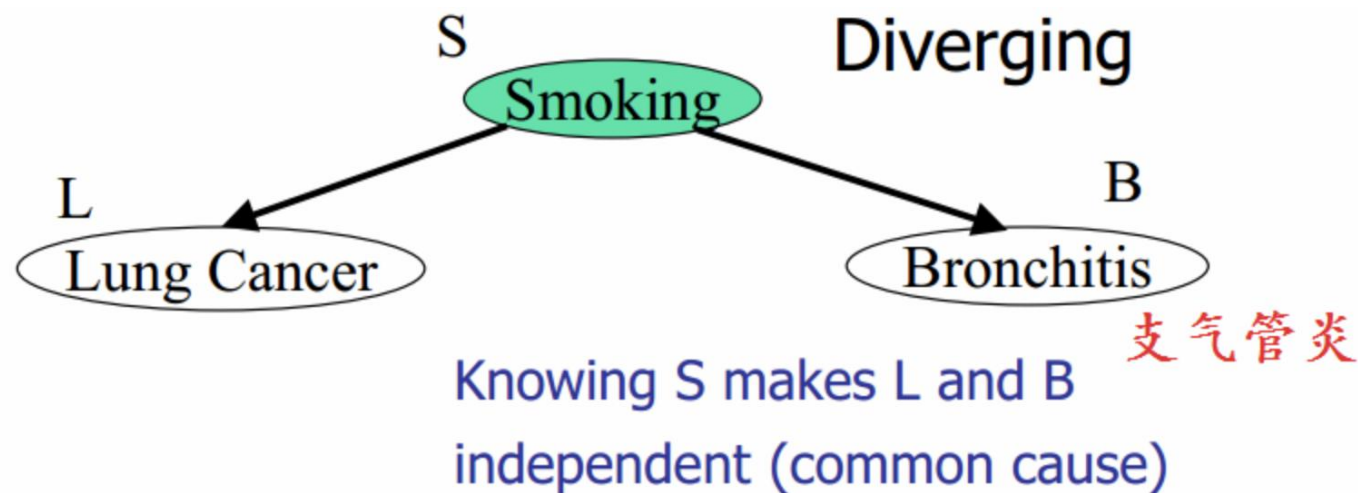 S
Diverging
Smoking
L
B
Lung Cancer
Bronchitis
支气管炎
Knowing S makes L and B
independent (common cause)